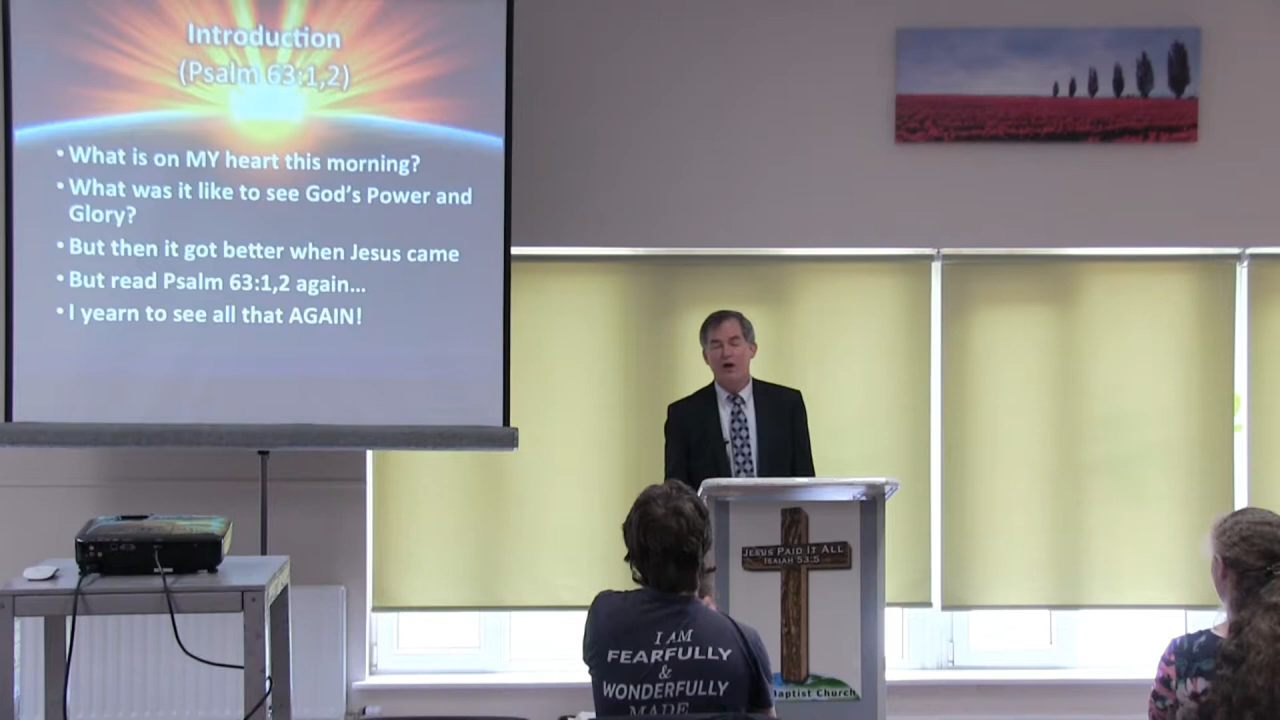 Introduction
(Psalm 63:1,2)
• What is on MY heart this morning?
• What was it like to see God's Power and
Glory?
• But then it got better when Jesus came
• But read Psalm 63:1,2 again...
• I yearn to see all that AGAIN!
JESUS PAID IT ALL
ISAIAH 53:5
Baptist Church
I AM
FEARFULLY
&
WONDERFULLY
MADE